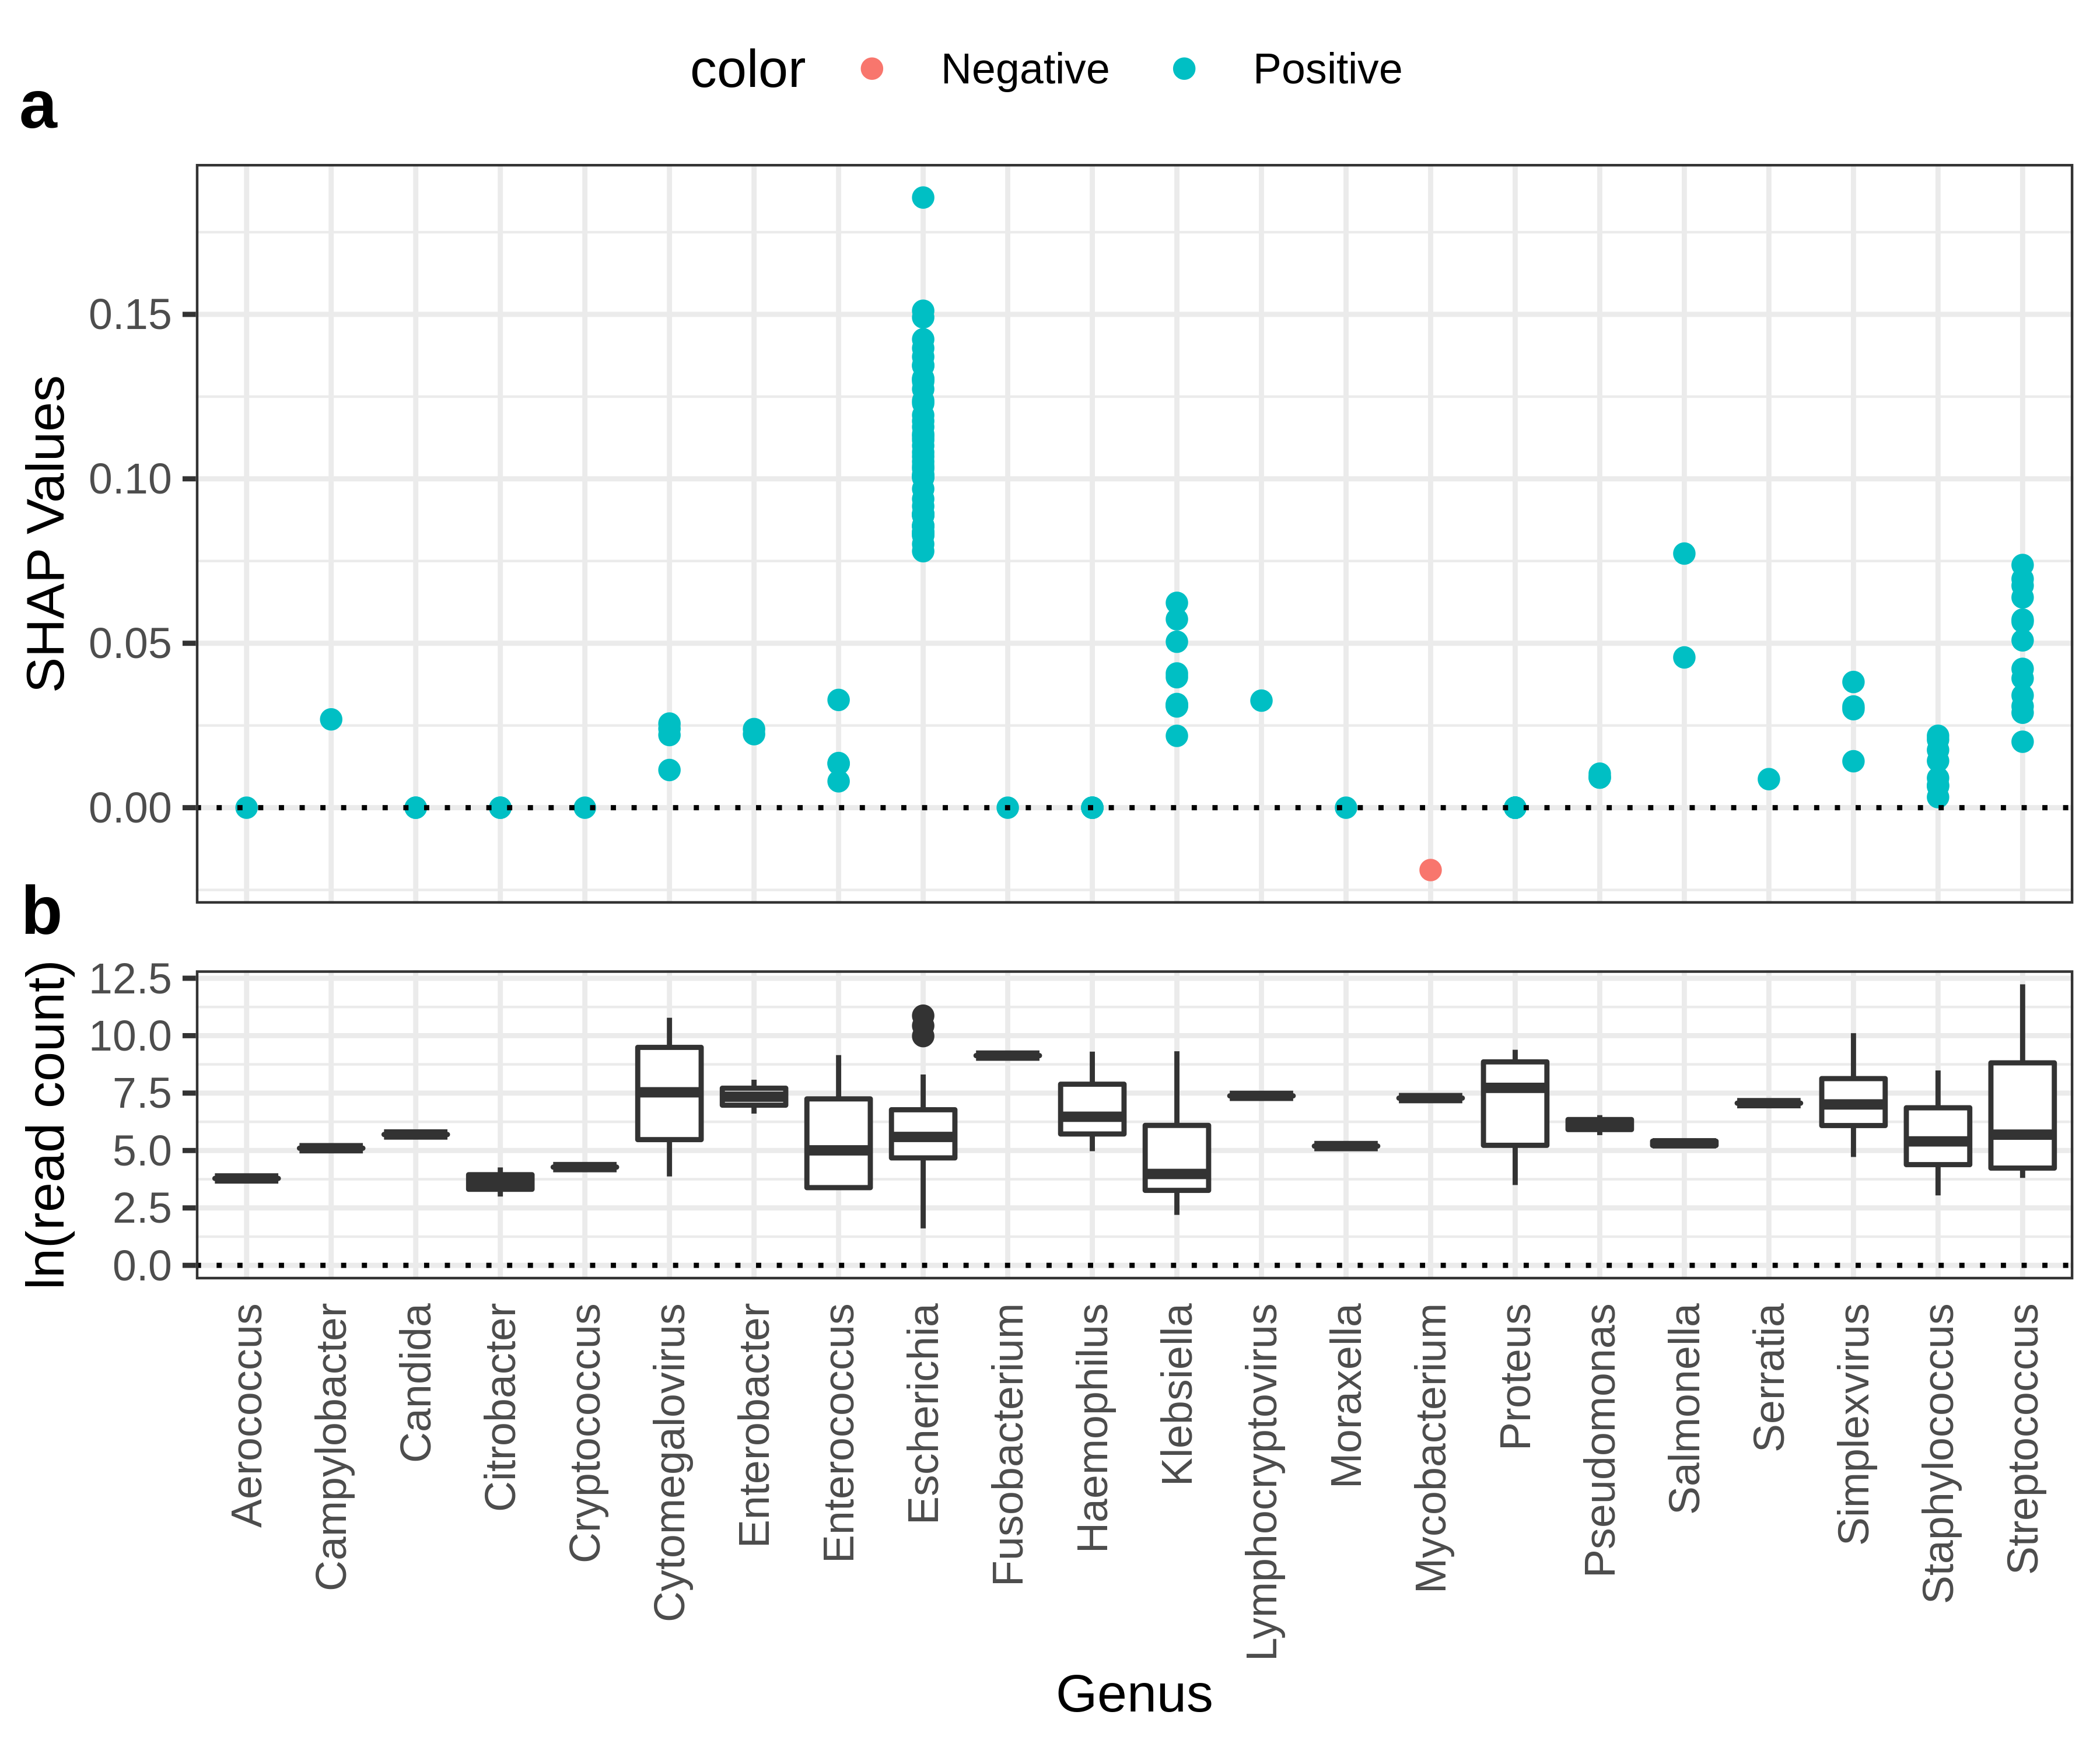 color Negative Positive
a
SHAP Values
0.15
0.10
0.05
0.00
b
ln(read count)
12.5
10.0
7.5
5.0
2.5
0.0
Aerococcus
Campylobacter
Candida
Citrobacter
Cryptococcus
Cytomegalovirus
Enterobacter
Enterococcus
Escherichia
Fusobacterium
Haemophilus
Klebsiella
Lymphocryptovirus
Moraxella
Mycobacterium
Proteus
Pseudomonas
Salmonella
Serratia
Simplexvirus
Staphylococcus
Streptococcus
Genus